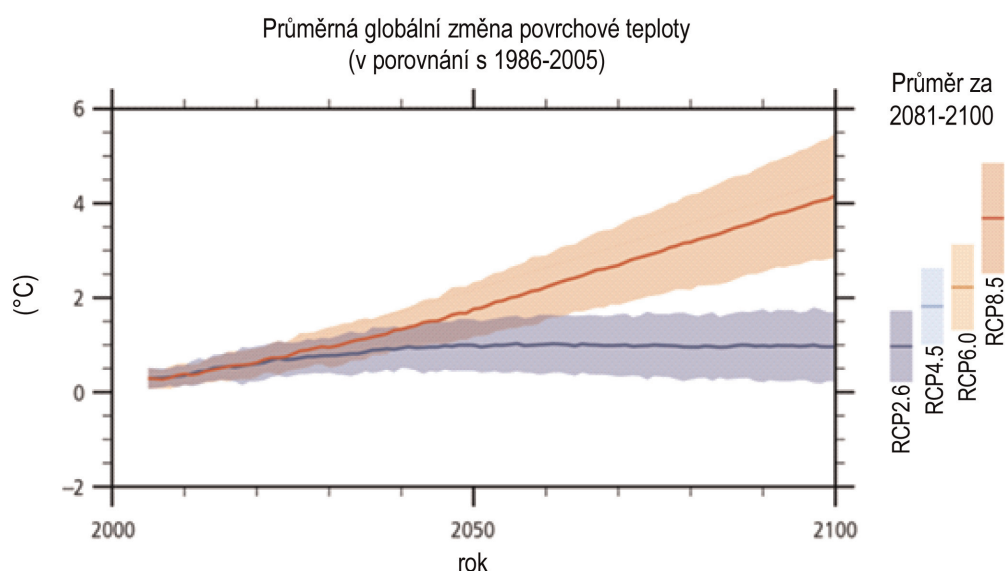 Průměrná globální změna povrchové teploty
(v porovnání s 1986-2005)
Průměr za
2081-2100
6
4
2
0
−2
(°C)
2000
2050
2100
rok
RCP2.6
RCP4.5
RCP6.0
RCP8.5